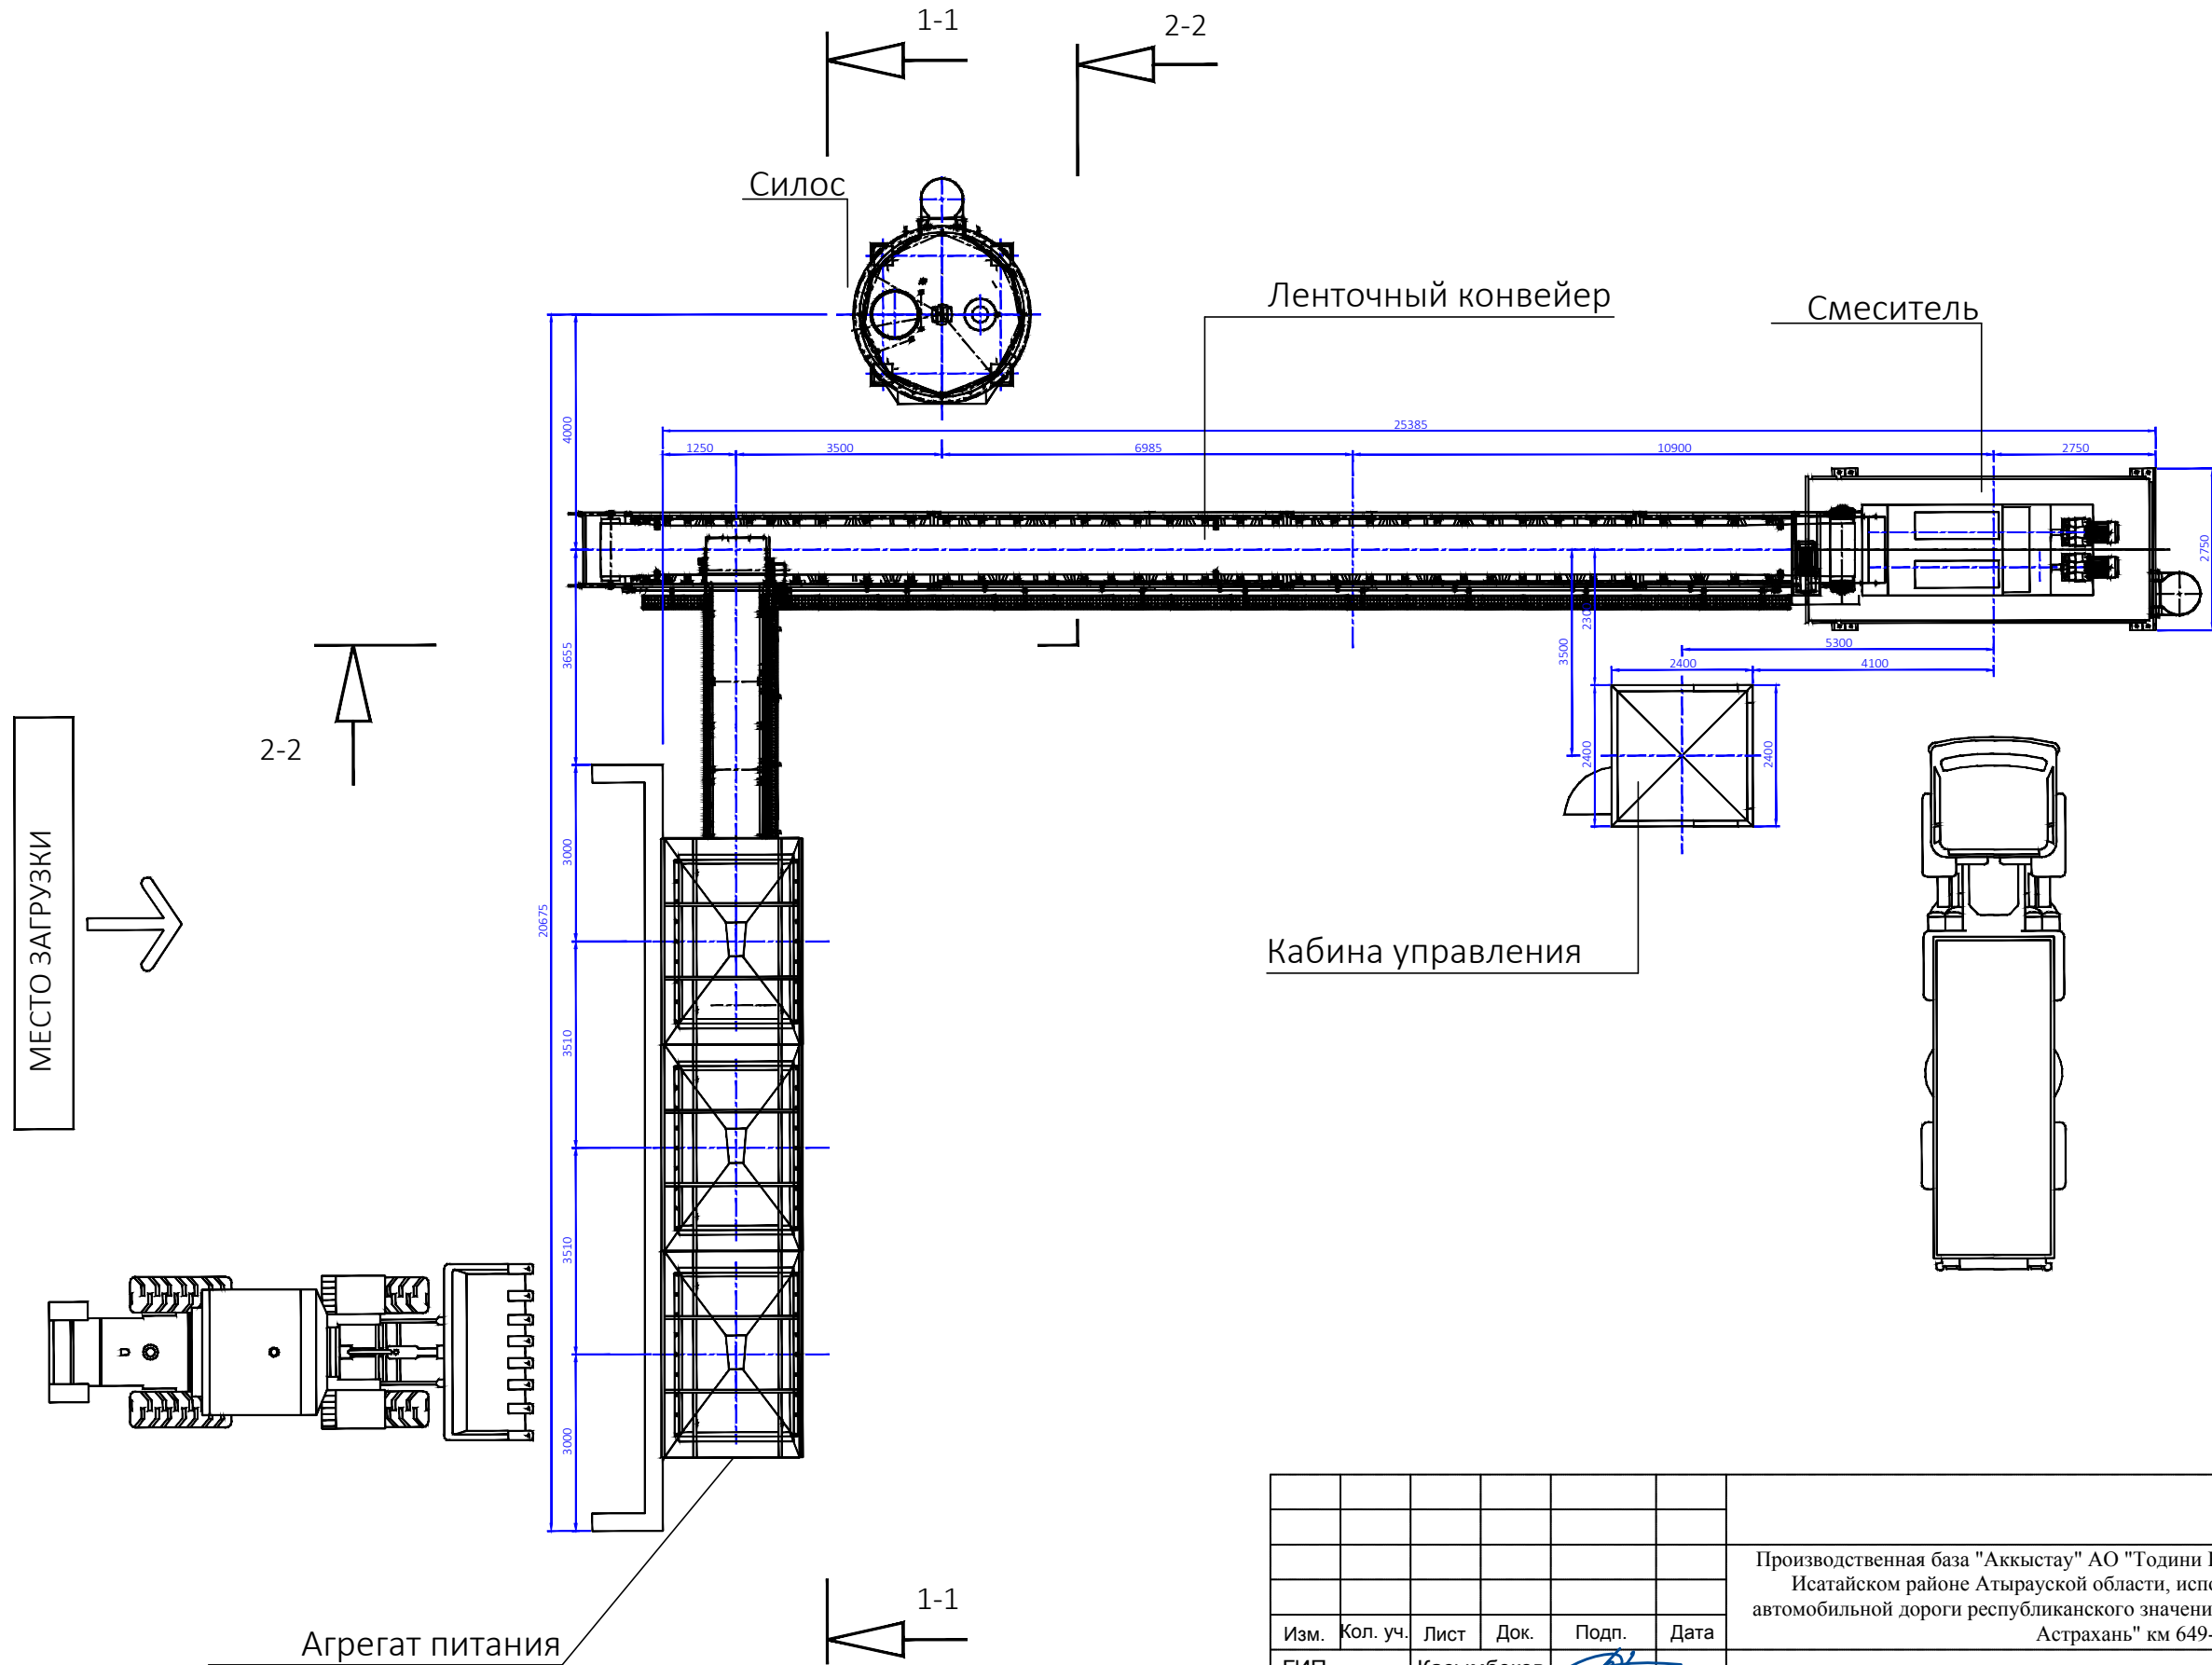 1-1
2-2
Силос
Ленточный конвейер
Смеситель
25385
1250
3500
6985
10900
2750
4000
2750
3655
3500
5300
2400
4100
2-2
2400
2400
МЕСТО ЗАГРУЗКИ
3000
20675
Кабина управления
3510
3510
3000
Агрегат питания
1-1
Производственная база "Аккыстау" АО "Тодини
Исатайском районе Атырауской области,
автомобильной дороги республиканского
Астрахань" км 649-
Изм. Кол. уч. Лист Док. Подп. Дата